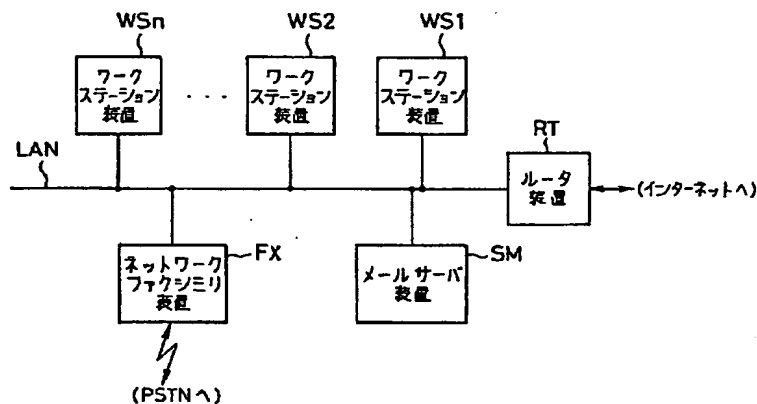 WSn
WS2
WS1
ワーク
ステーション
装置
...
ワーク
ステーション
装置
ワーク
ステーション
装置
LAN
RT
ルータ
装置
(インターネットへ)
ネットワーク
ファクシミリ
装置
FX
メールサーバ
装置
SM
(PSTNへ)